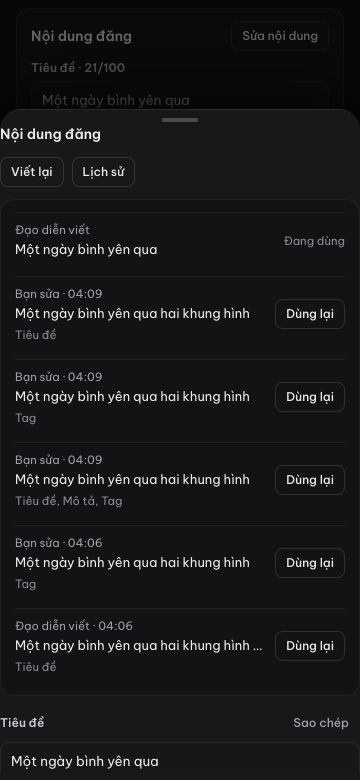 Nội dung đăng
Sửa nội dung
Tiêu đề · 21/100
Một ngày bình yên qua
Nội dung đăng
Viết lại
Lịch sử
Đạo diễn viết
Một ngày bình yên qua
Đang dùng
Bạn sửa · 04:09
Một ngày bình yên qua hai khung hình
Dùng lại
Tiêu đề
Bạn sửa · 04:09
Một ngày bình yên qua hai khung hình
Dùng lại
Tag
Bạn sửa · 04:09
Một ngày bình yên qua hai khung hình
Dùng lại
Tiêu đề, Mô tả, Tag
Bạn sửa · 04:06
Một ngày bình yên qua hai khung hình
Dùng lại
Tag
Đạo diễn viết · 04:06
Một ngày bình yên qua hai khung hình ...
Dùng lại
Tiêu đề
Tiêu đề
Sao chép
Một ngày bình yên qua